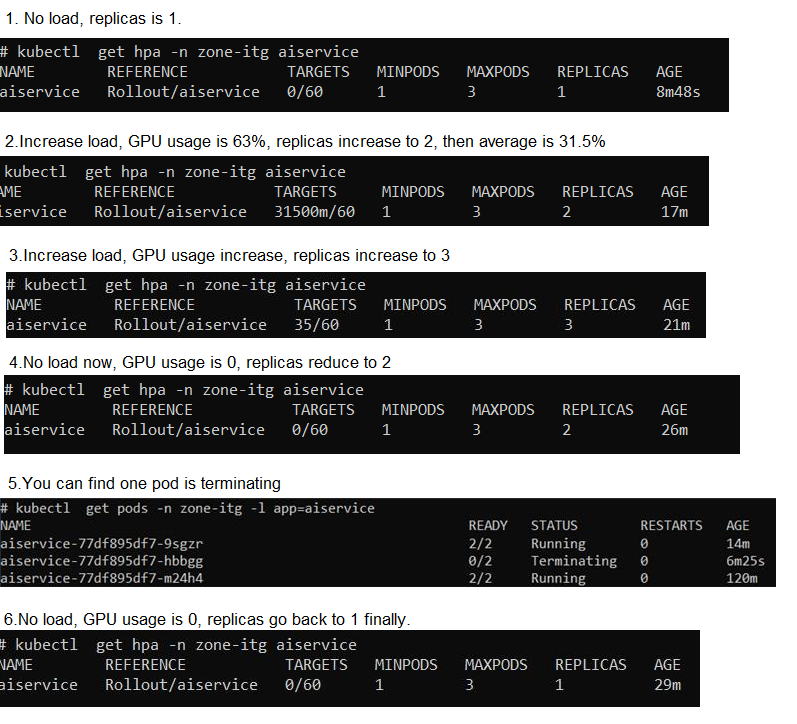 1. No load, replicas is 1.
# kubectl get hpa -n zone-itg aiservice
NAME REFERENCE TARGETS MINPODS MAXPODS REPLICAS AGE
aiservice Rollout/aiservice 0/60 1 3 1 8m48s
2.Increase load, GPU usage is 63%, replicas increase to 2, then average is 31.5%
kubectl get hpa -n zone-itg aiservice
AME REFERENCE TARGETS MINPODS MAXPODS REPLICAS AGE
iservice Rollout/aiservice 31500m/60 1 3 2 17m
3.Increase load, GPU usage increase, replicas increase to 3
# kubectl get hpa -n zone-itg aiservice
NAME REFERENCE TARGETS MINPODS MAXPODS REPLICAS AGE
aiservice Rollout/aiservice 35/60 1 3 3 21m
4.No load now, GPU usage is 0, replicas reduce to 2
# kubectl get hpa -n zone-itg aiservice
NAME REFERENCE TARGETS MINPODS MAXPODS REPLICAS AGE
aiservice Rollout/aiservice 0/60 1 3 2 26m
5.You can find one pod is terminating
# kubectl get pods -n zone-itg -l app=aiservice
NAME READY STATUS RESTARTS AGE
aiservice-77df895df7-9sgzr 2/2 Running 0 14m
aiservice-77df895df7-hbbgg 0/2 Terminating 0 6m25s
aiservice-77df895df7-m24h4 2/2 Running 0 120m
6.No load, GPU usage is 0, replicas go back to 1 finally.
# kubectl get hpa -n zone-itg aiservice
NAME REFERENCE TARGETS MINPODS MAXPODS REPLICAS AGE
aiservice Rollout/aiservice 0/60 1 3 1 29m